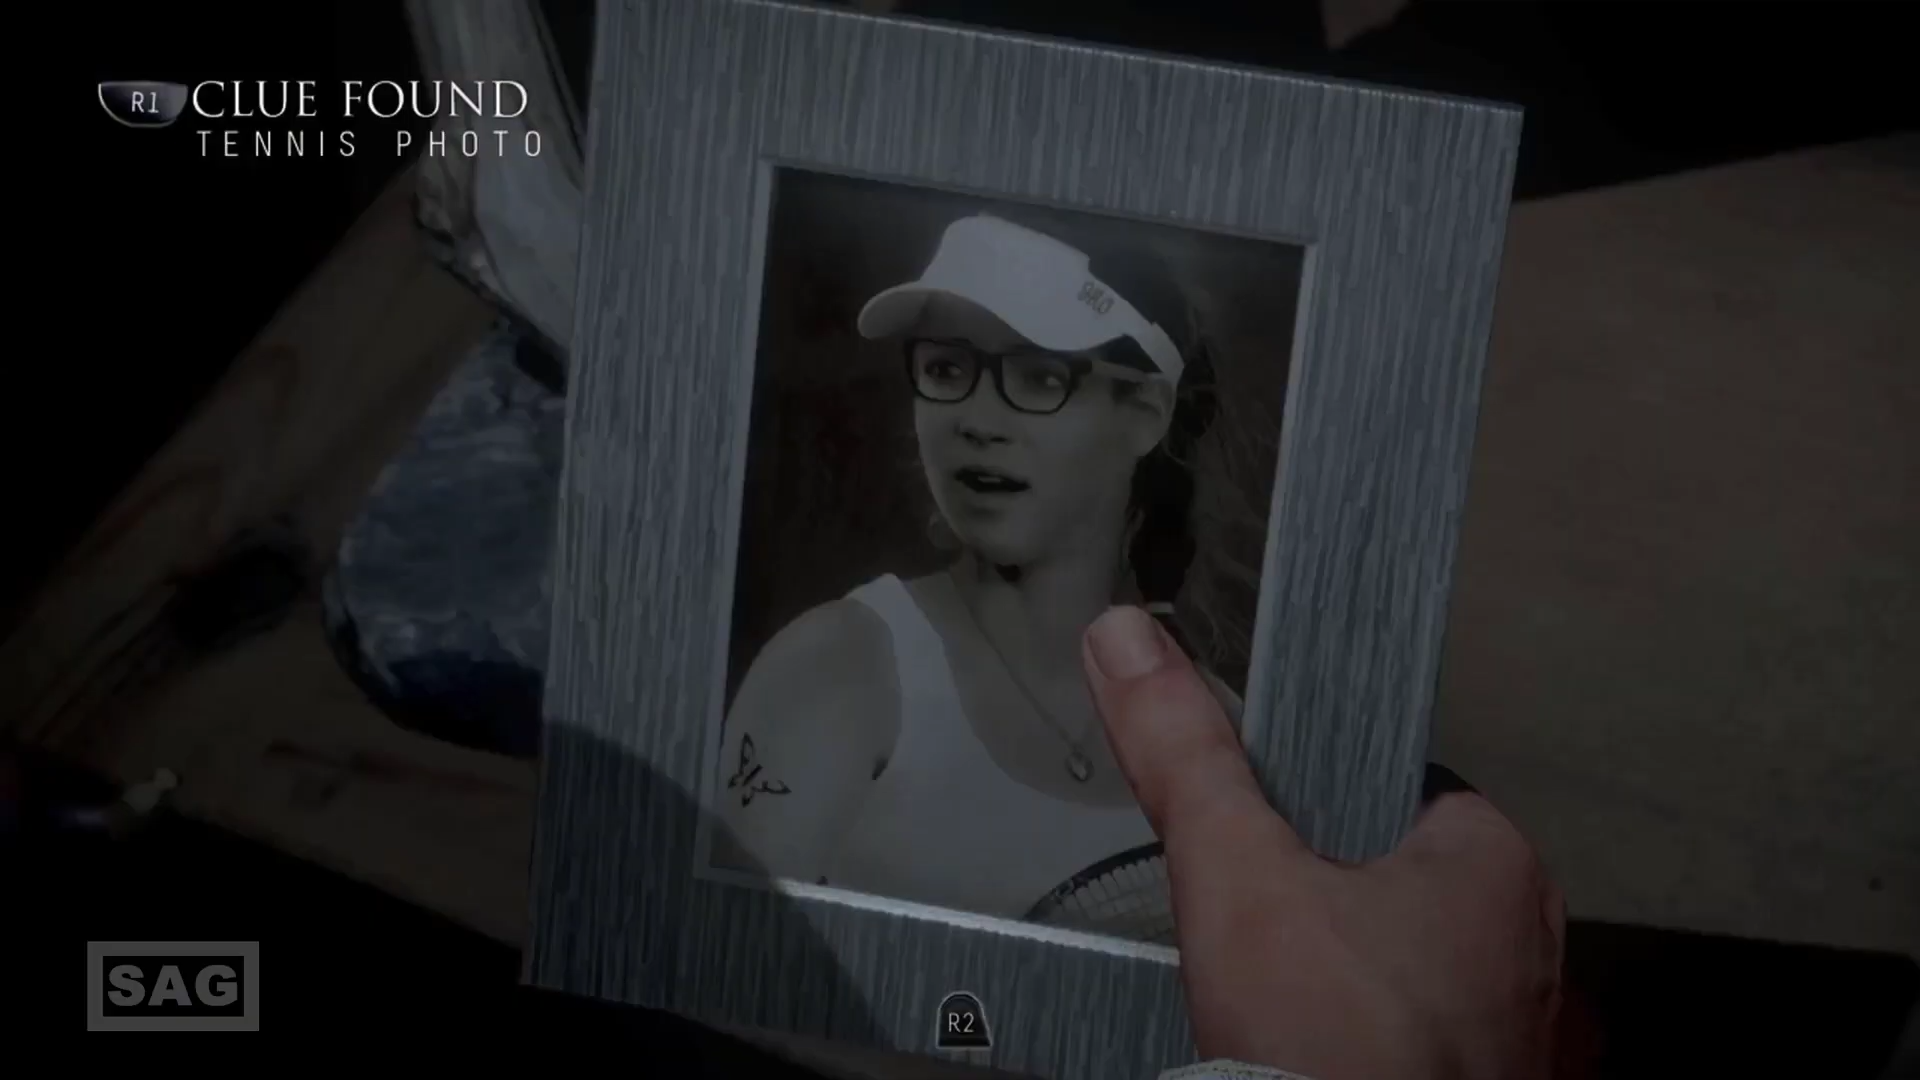 R1 CLUE FOUND
TENNIS PHOTO
SAG
R2